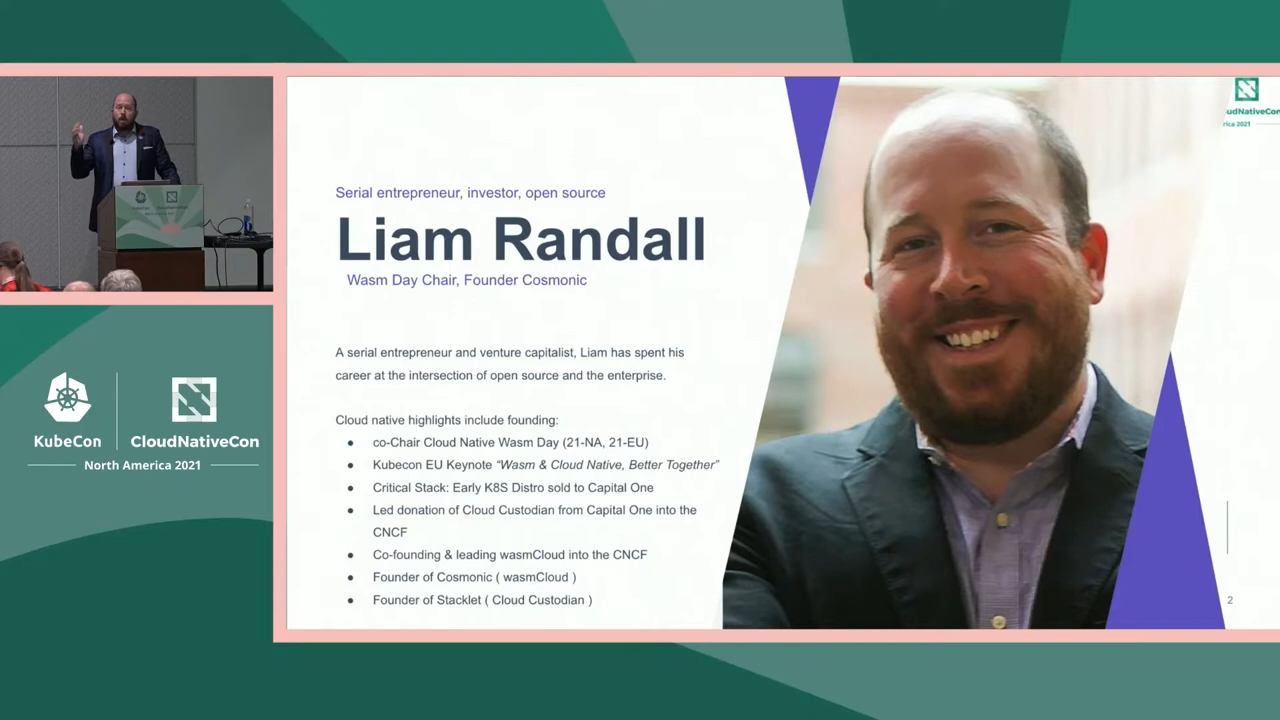 Serial entrepreneur, investor, open source
Liam Randall
Wasm Day Chair, Founder Cosmonic
A serial entrepreneur and venture capitalist, Liam has spent his
career at the intersection of open source and the enterprise.
Cloud native highlights include founding:
● co-Chair Cloud Native Wasm Day (21-NA, 21-EU)
● Kubecon EU Keynote “Wasm & Cloud Native, Better Together”
● Critical Stack: Early K8S Distro sold to Capital One
● Led donation of Cloud Custodian from Capital One into the
CNCF
● Co-founding & leading wasmCloud into the CNCF
● Founder of Cosmonic ( wasmCloud )
● Founder of Stacklet ( Cloud Custodian )
2
oudNativeCon
rica 2021
KubeCon
CloudNativeCon
North America 2021